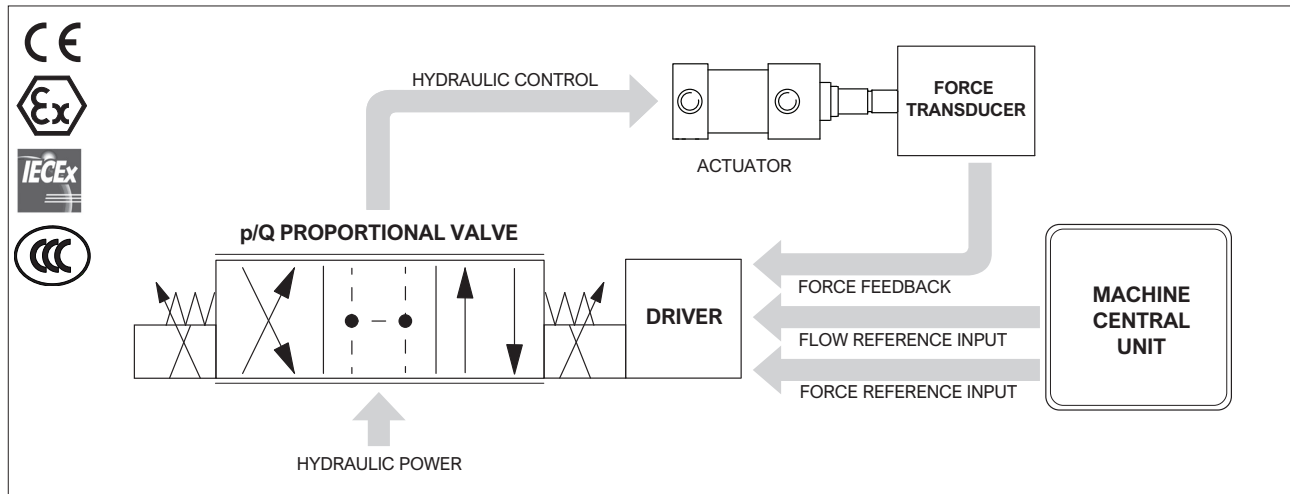 CE
Ex
IECEx
CCC
HYDRAULIC CONTROL
FORCE
TRANSDUCER
ACTUATOR
p/Q PROPORTIONAL VALVE
DRIVER
FORCE FEEDBACK
FLOW REFERENCE INPUT
FORCE REFERENCE INPUT
MACHINE
CENTRAL
UNIT
HYDRAULIC POWER